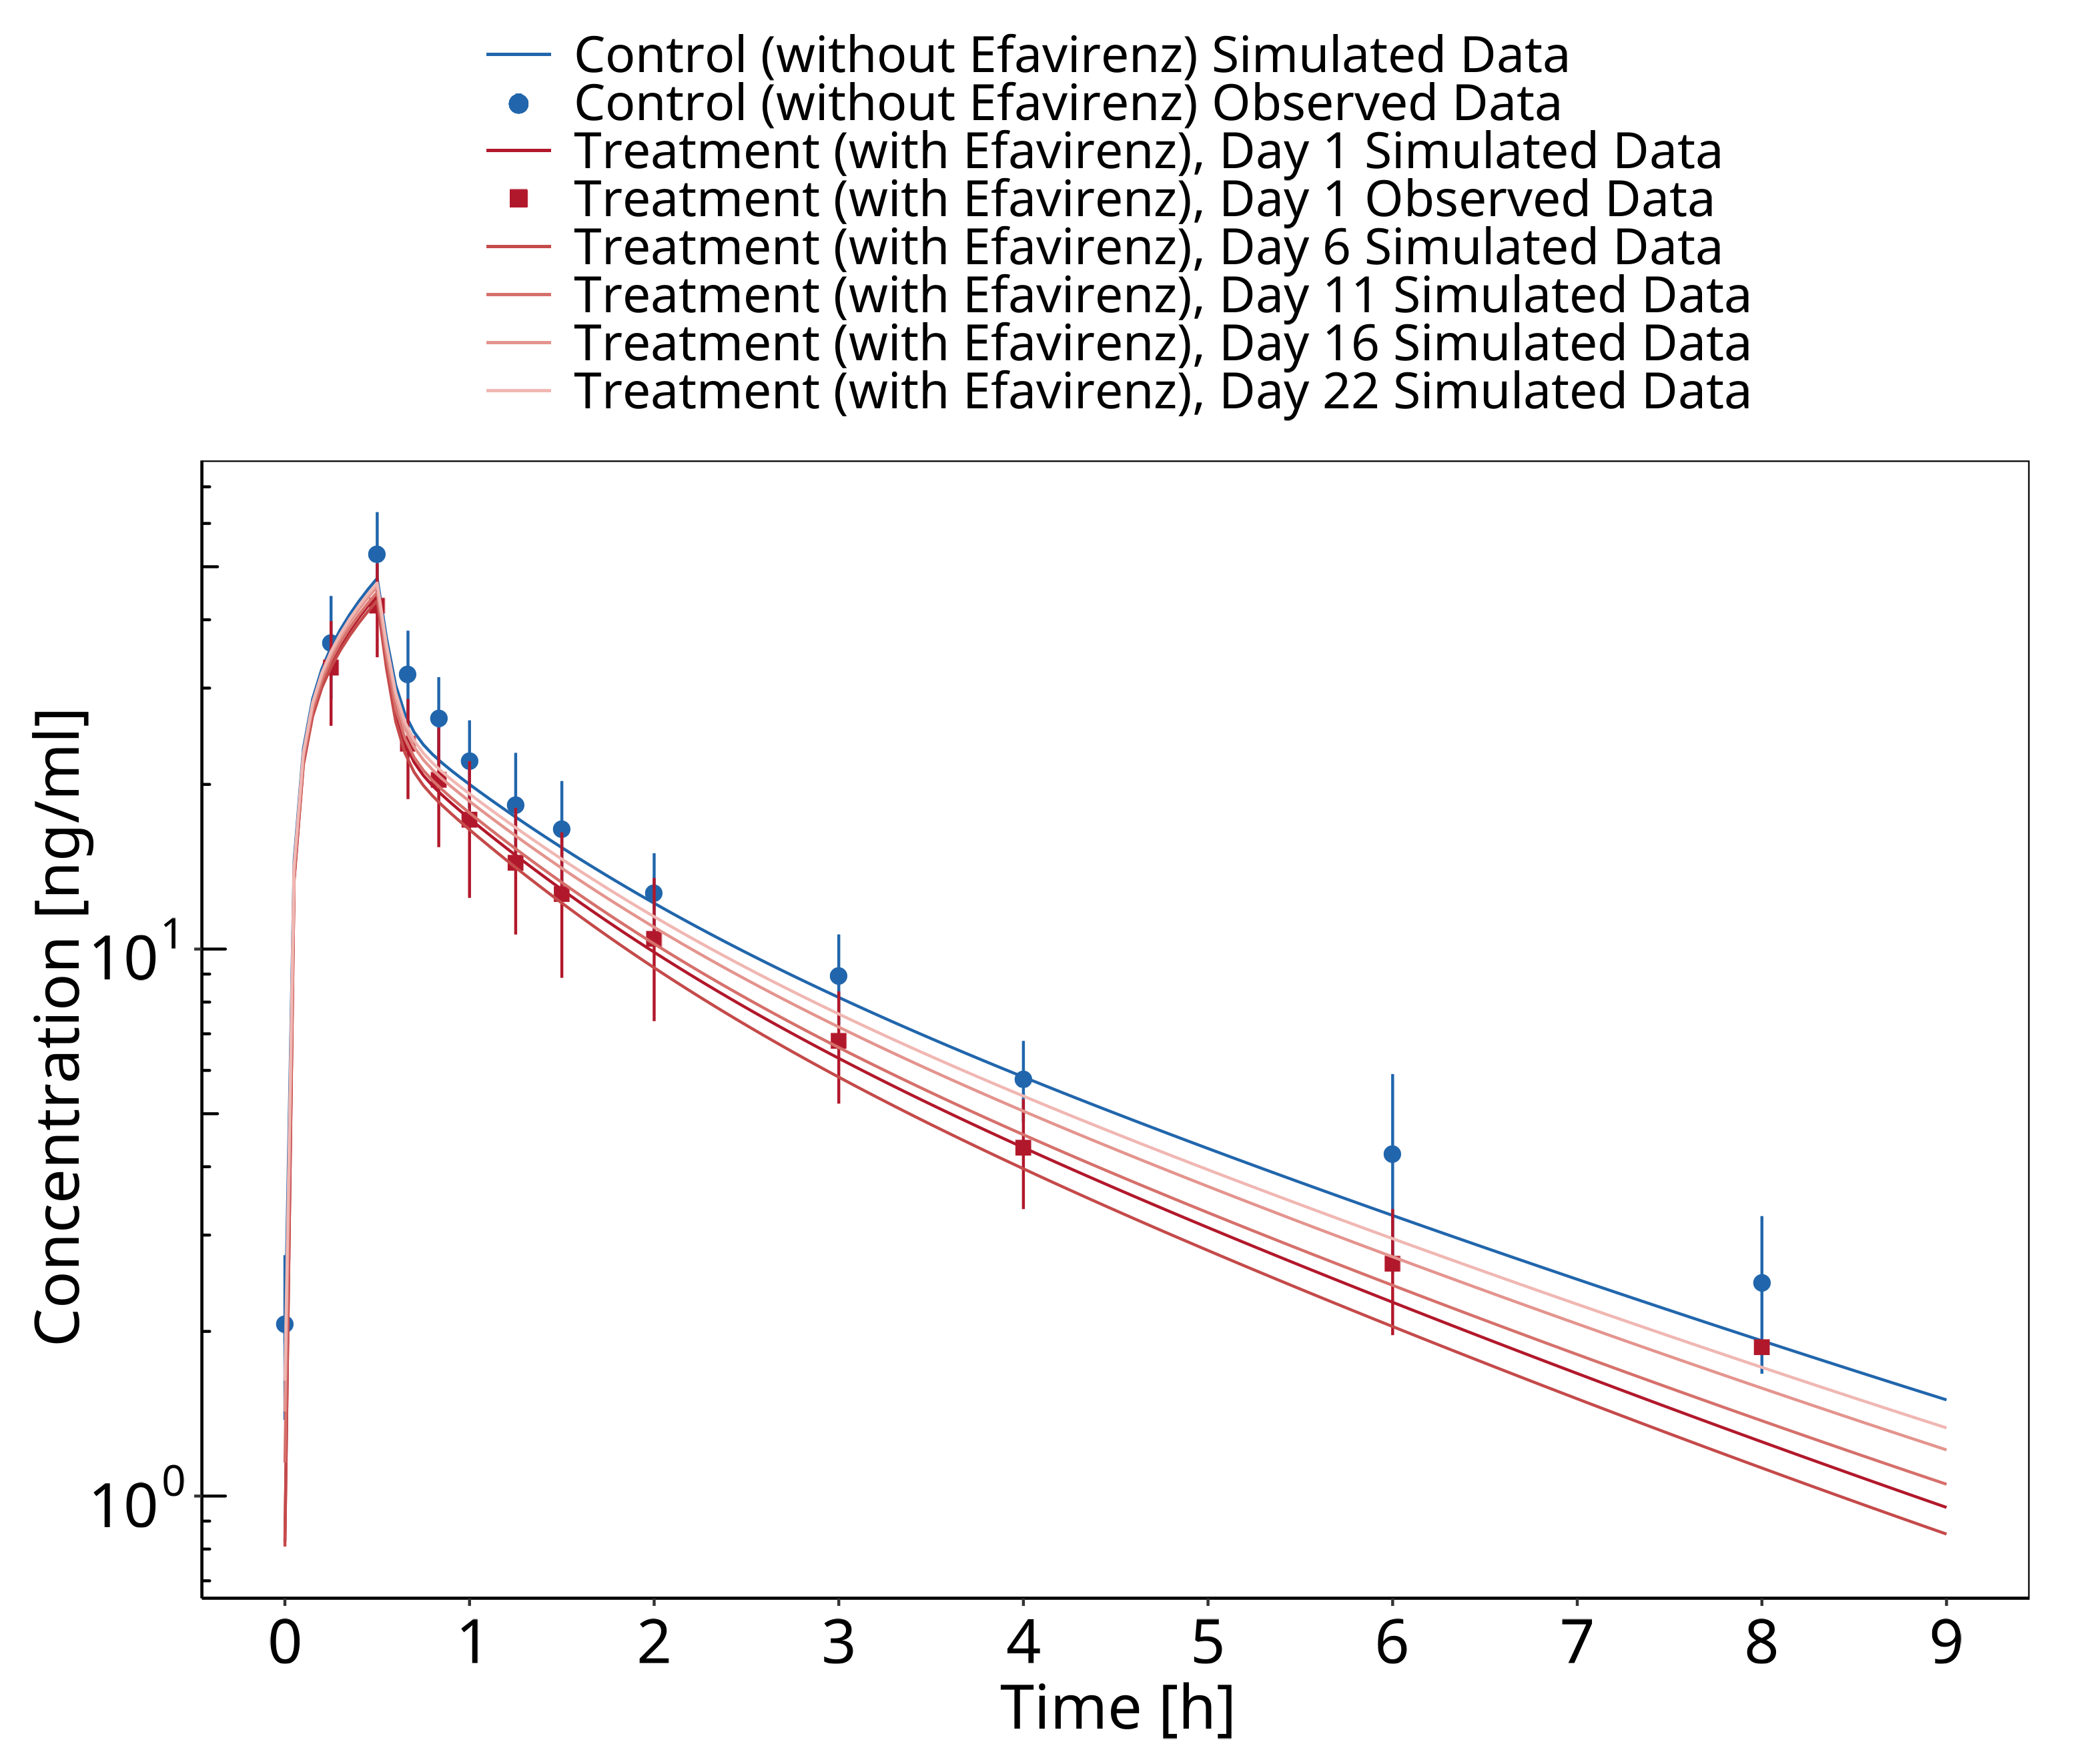 Control (without Efavirenz) Simulated Data
Control (without Efavirenz) Observed Data
Treatment (with Efavirenz), Day 1 Simulated Data
Treatment (with Efavirenz), Day 1 Observed Data
Treatment (with Efavirenz), Day 6 Simulated Data
Treatment (with Efavirenz), Day 11 Simulated Data
Treatment (with Efavirenz), Day 16 Simulated Data
Treatment (with Efavirenz), Day 22 Simulated Data
Concentration [ng/ml]
10¹
10⁰
0 1 2 3 4 5 6 7 8 9
Time [h]